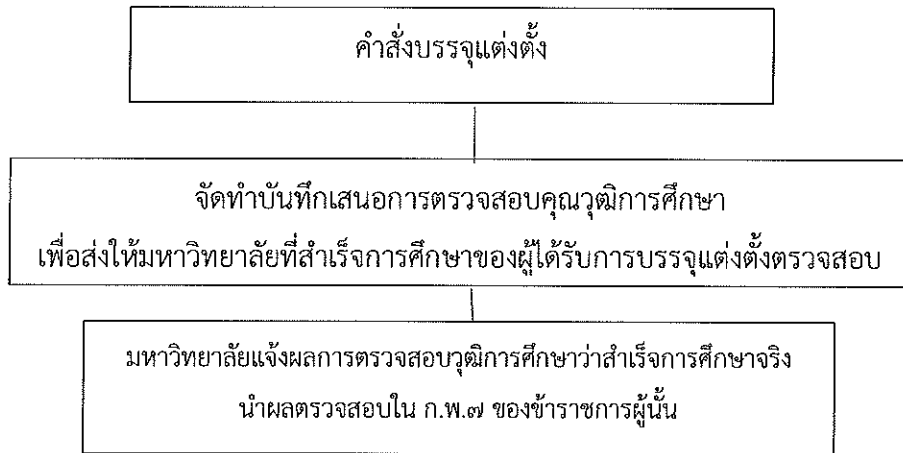 คำสั่งบรรจุแต่งตั้ง
จัดทำบันทึกเสนอการตรวจสอบคุณวุฒิการศึกษา
เพื่อส่งให้มหาวิทยาลัยที่สำเร็จการศึกษาของผู้ได้รับการบรรจุแต่งตั้งตรวจสอบ
มหาวิทยาลัยแจ้งผลการตรวจสอบวุฒิการศึกษาว่าสำเร็จการศึกษาจริง
นำผลตรวจสอบใน ก.พ.๗ ของข้าราชการผู้นั้น